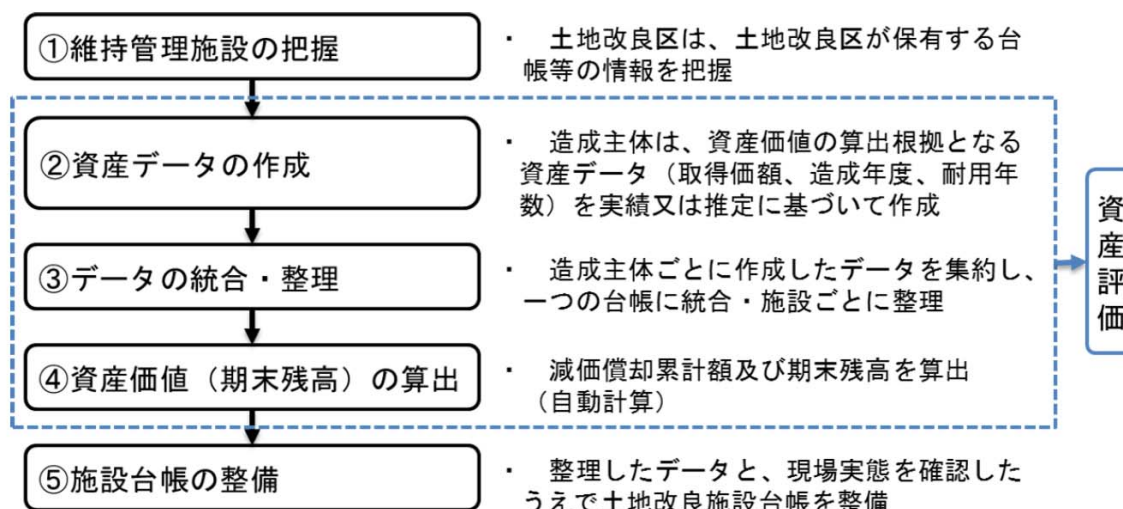 ①維持管理施設の把握
・　土地改良区は、土地改良区が保有する台
帳等の情報を把握
②資産データの作成
・　造成主体は、資産価値の算出根拠となる
資産データ（取得価額、造成年度、耐用年
数）を実績又は推定に基づいて作成
③データの統合・整理
・　造成主体ごとに作成したデータを集約し、
一つの台帳に統合・施設ごとに整理
④資産価値（期末残高）の算出
・　減価償却累計額及び期末残高を算出
（自動計算）
⑤施設台帳の整備
・　整理したデータと、現場実態を確認した
うえで土地改良施設台帳を整備
資産評価